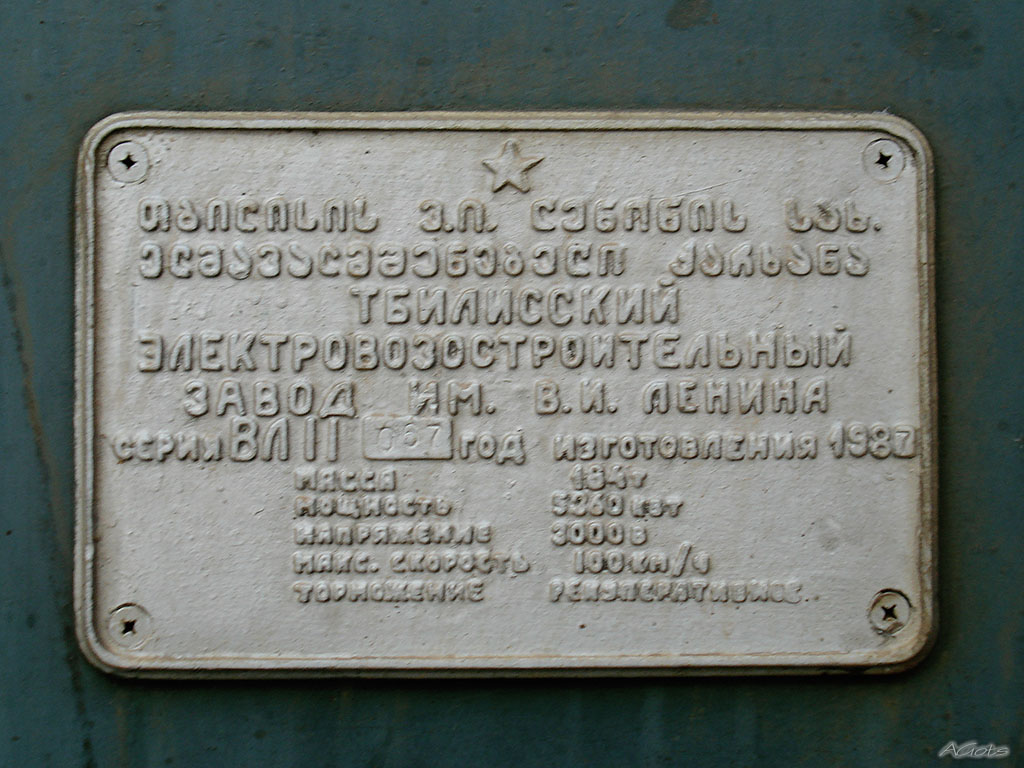 თბილისის ვ.ი. ლენინის სახ.
ელმავალმშენებელი ქარხანა
ТБИЛИССКИЙ
ЭЛЕКТРОВОЗОСТРОИТЕЛЬНЫЙ
ЗАВОД ИМ. В.И. ЛЕНИНА
СЕРИЯ ВЛ11 067 ГОД ИЗГОТОВЛЕНИЯ 1987
МАССА 184т
МОЩНОСТЬ 5360 квт
НАПРЯЖЕНИЕ 3000 В
МАКС. СКОРОСТЬ 100 КМ/Ч
ТОРМОЖЕНИЕ РЕКУПЕРАТИВНОЕ.
AGots